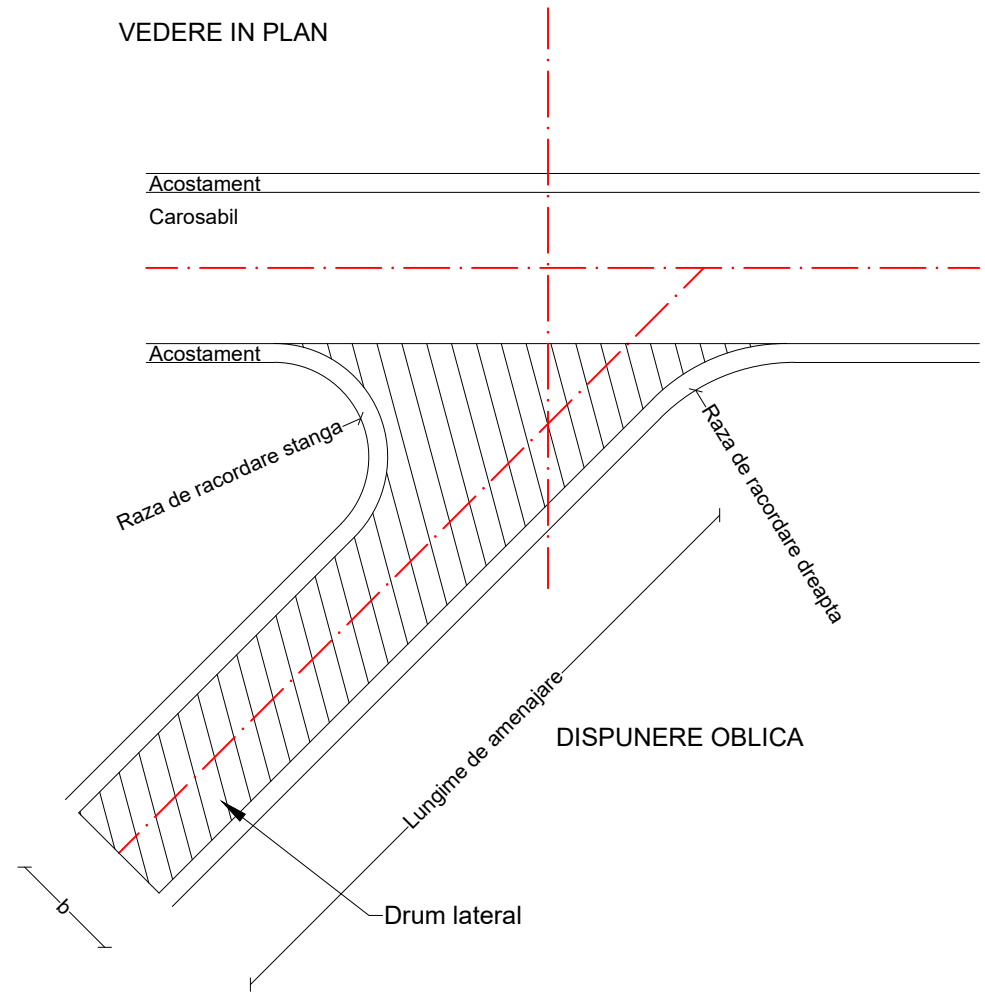 VEDERE IN PLAN
Acostament
Carosabil
Acostament
Raza de racordare stanga
Raza de racordare dreapta
Lungime de amenajare
DISPUNERE OBLICA
b
Drum lateral